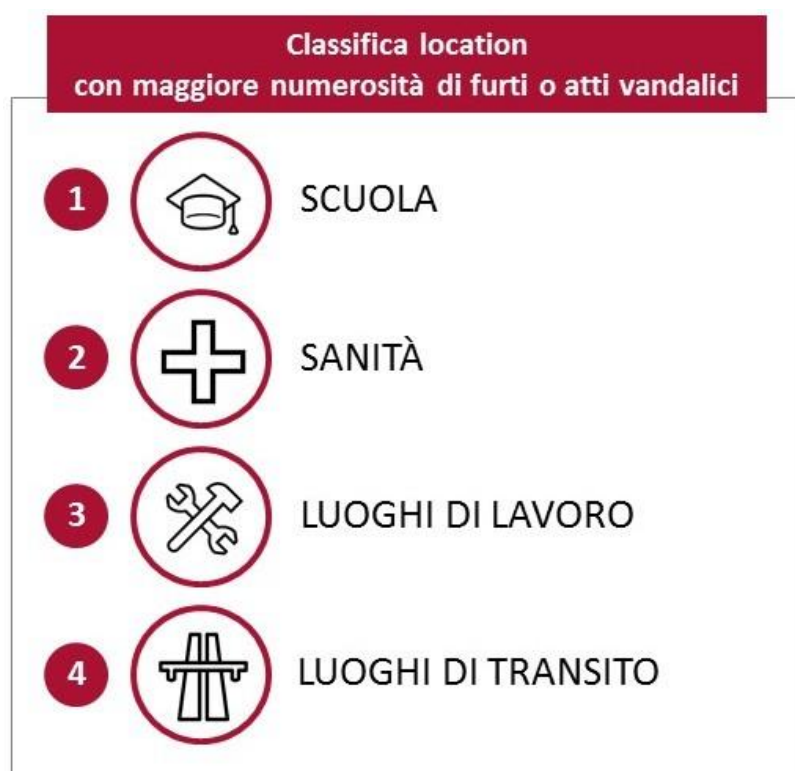 Classifica location
con maggiore numerosità di furti o atti vandalici
1 SCUOLA
2 SANITÀ
3 LUOGHI DI LAVORO
4 LUOGHI DI TRANSITO